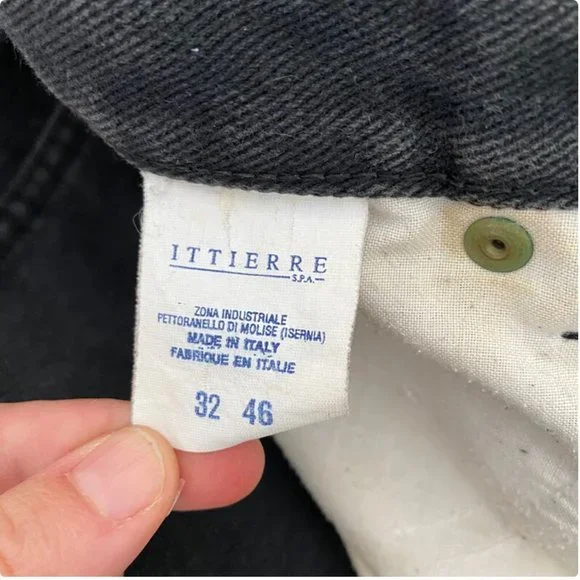 ITTIERRE
S.P.A.
ZONA INDUSTRIALE
PETTORANELLO DI MOLISE (ISERNIA)
MADE IN ITALY
FABRIQUE EN ITALIE
32 46